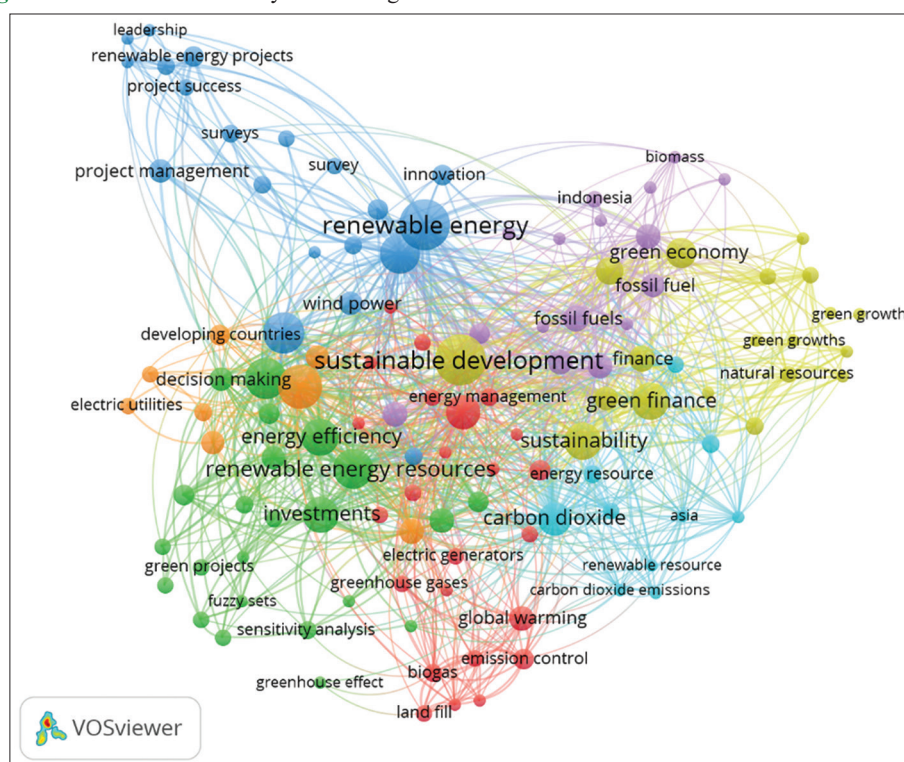 leadership
renewable energy projects
project success
surveys
survey
project management
innovation
biomass
indonesia
renewable energy
green economy
fossil fuel
wind power
fossil fuels
green growth
developing countries
green growths
sustainable development
finance
natural resources
decision making
energy management
electric utilities
green finance
energy efficiency
sustainability
renewable energy resources
energy resource
investments
carbon dioxide
asia
electric generators
green projects
renewable resource
greenhouse gases
carbon dioxide emissions
fuzzy sets
global warming
sensitivity analysis
emission control
biogas
greenhouse effect
land fill
VOSviewer